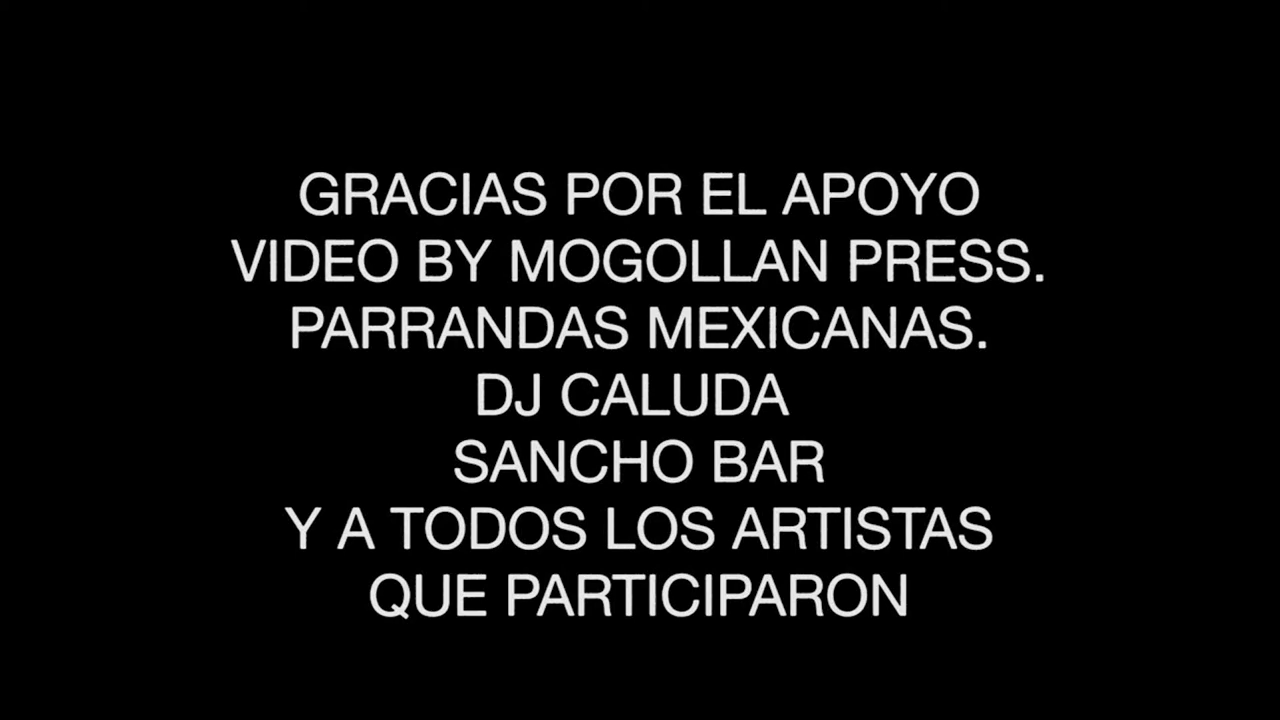 GRACIAS POR EL APOYO
VIDEO BY MOGOLLAN PRESS.
PARRANDAS MEXICANAS.
DJ CALUDA
SANCHO BAR
Y A TODOS LOS ARTISTAS
QUE PARTICIPARON